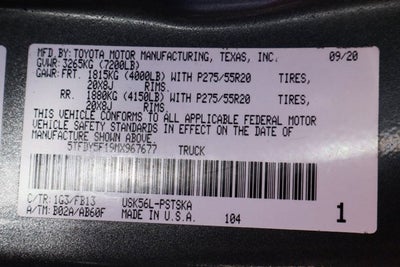 MFD.BY: TOYOTA MOTOR MANUFACTURING, TEXAS, INC. 09/20
GVWR: 3265KG (7200LB)
GAWR: FRT. 1815KG (4000LB) WITH P275/55R20 TIRES,
20X8J RIMS.
RR. 1880KG (4150LB) WITH P275/55R20 TIRES,
20X8J RIMS.
THIS VEHICLE CONFORMS TO ALL APPLICABLE FEDERAL MOTOR
VEHICLE SAFETY STANDARDS IN EFFECT ON THE DATE OF
MANUFACTURE SHOWN ABOVE.
5TFDY5F19MX967677 TRUCK
C/TR: 1G3/FB13 USK56L-PSTSKA
A/TM: B02A/AB60F MADE IN U.S.A. 104 1